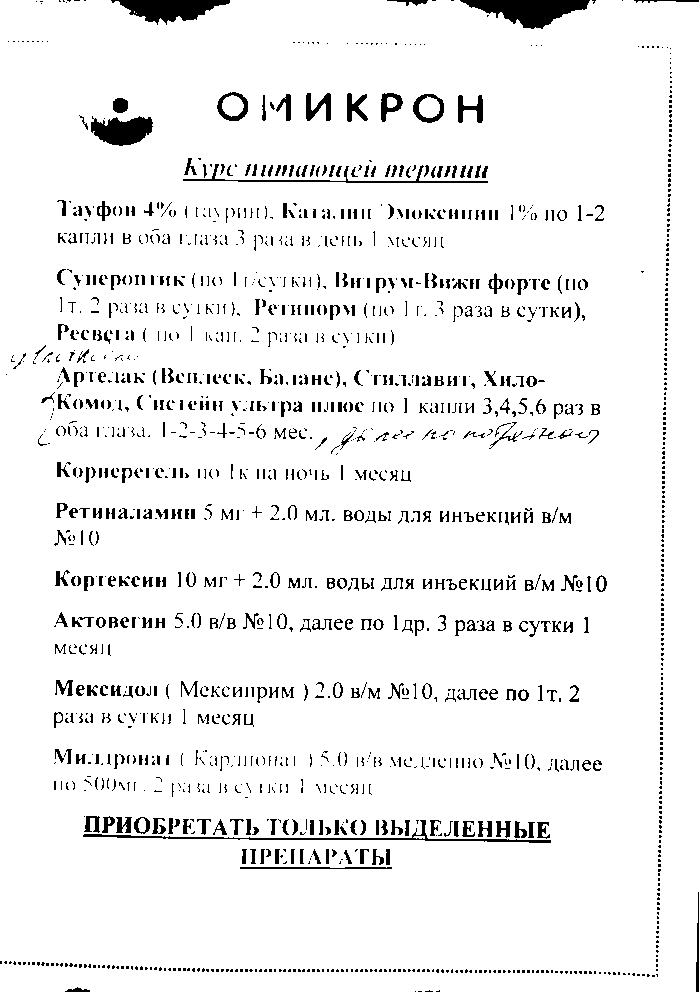 ОМИКРОН
Курс питающей терапии
Тауфон 4% (таурин), Каталин Эмоксипин 1% по 1-2
капли в оба глаза 3 раза в день 1 месяц
Супероптик (по 1т/сутки), Витрум-Вижн форте (по
1т. 2 раза в сутки), Ретинорм (по 1т. 3 раза в сутки),
Ресвега ( по 1 кап. 2 раза в сутки)
Артелак (Всплеск, Баланс), Стиллавит, Хило-
Комод, Систейн ультра плюс по 1 капли 3,4,5,6 раз в
оба глаза. 1-2-3-4-5-6 мес., далее по
Корнерегель по 1к на ночь 1 месяц
Ретиналамин 5 мг + 2.0 мл. воды для инъекций в/м
№10
Кортексин 10 мг + 2.0 мл. воды для инъекций в/м №10
Актовегин 5.0 в/в №10, далее по 1др. 3 раза в сутки 1
месяц
Мексидол ( Мексиприм ) 2.0 в/м №10, далее по 1т. 2
раза в сутки 1 месяц
Милдронат ( Кардионат ) 5.0 в/в медленно №10, далее
по 500мг. 2 раза в сутки 1 месяц
ПРИОБРЕТАТЬ ТОЛЬКО ВЫДЕЛЕННЫЕ
ПРЕПАРАТЫ